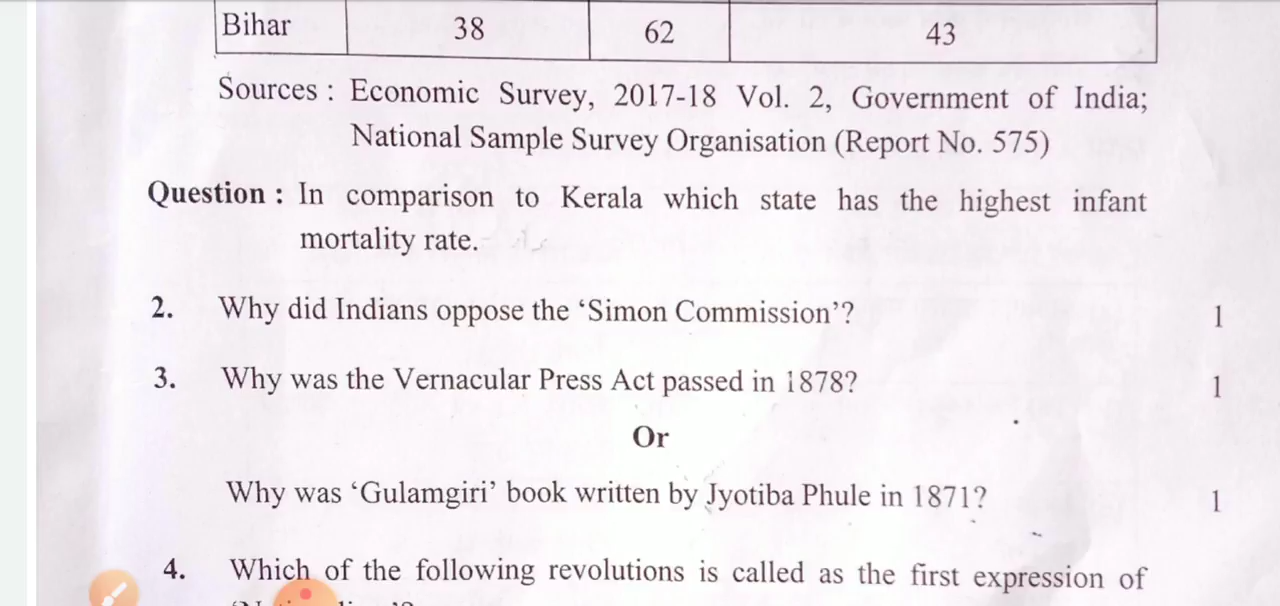 Bihar 38 62 43
Sources : Economic Survey, 2017-18 Vol. 2, Government of India;
National Sample Survey Organisation (Report No. 575)
Question : In comparison to Kerala which state has the highest infant
mortality rate.
2. Why did Indians oppose the ‘Simon Commission’? 1
3. Why was the Vernacular Press Act passed in 1878? 1
Or
Why was ‘Gulamgiri’ book written by Jyotiba Phule in 1871? 1
4. Which of the following revolutions is called as the first expression of